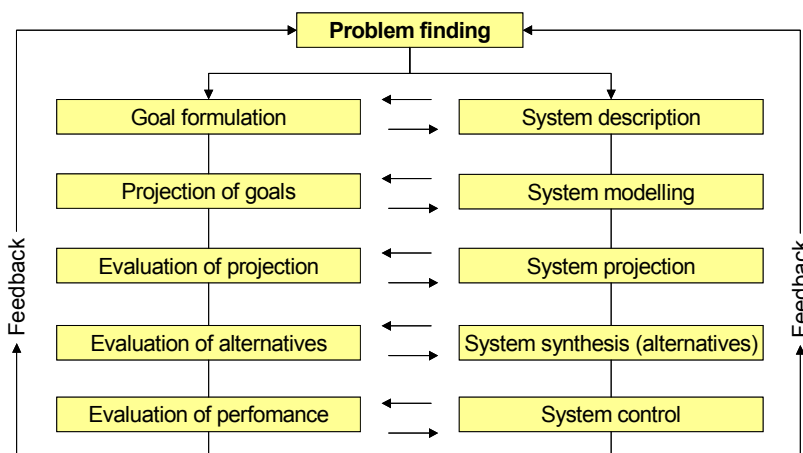 Problem finding
Goal formulation
System description
Projection of goals
System modelling
Evaluation of projection
System projection
Evaluation of alternatives
System synthesis (alternatives)
Evaluation of perfomance
System control
Feedback
Feedback